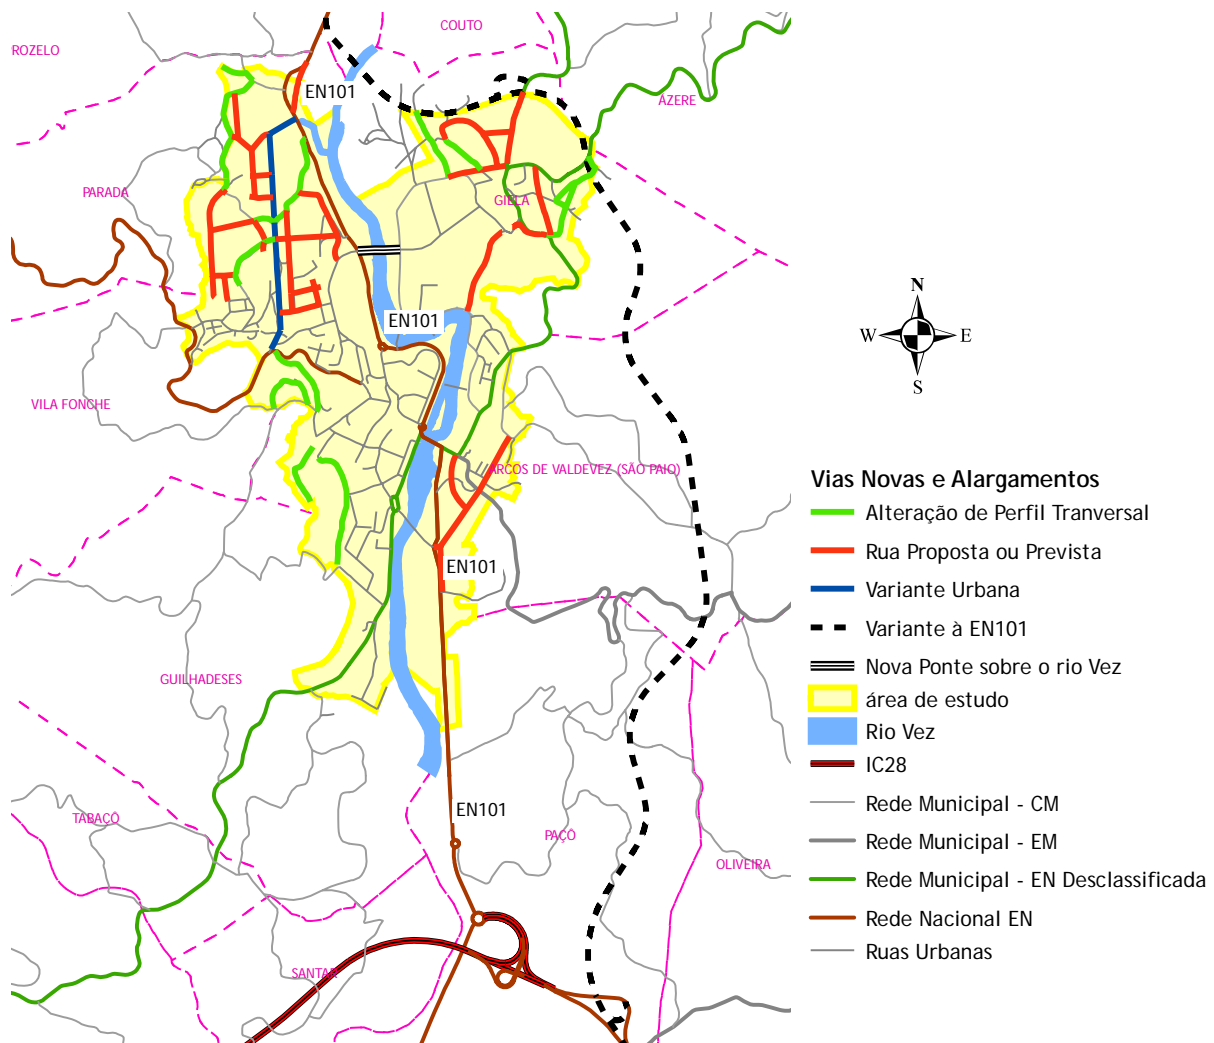 COUTO
ROZELO
EN101
ÁZERE
PARADA
GIELA
N
W E
S
EN101
VILA FONCHE
ARCOS DE VALDEVEZ (SÃO PAIO)
EN101
GUILHADESES
EN101
TABAÇÔ
PAÇÔ
OLIVEIRA
SANTAR
Vias Novas e Alargamentos
Alteração de Perfil Tranversal
Rua Proposta ou Prevista
Variante Urbana
Variante à EN101
Nova Ponte sobre o rio Vez
área de estudo
Rio Vez
IC28
Rede Municipal - CM
Rede Municipal - EM
Rede Municipal - EN Desclassificada
Rede Nacional EN
Ruas Urbanas